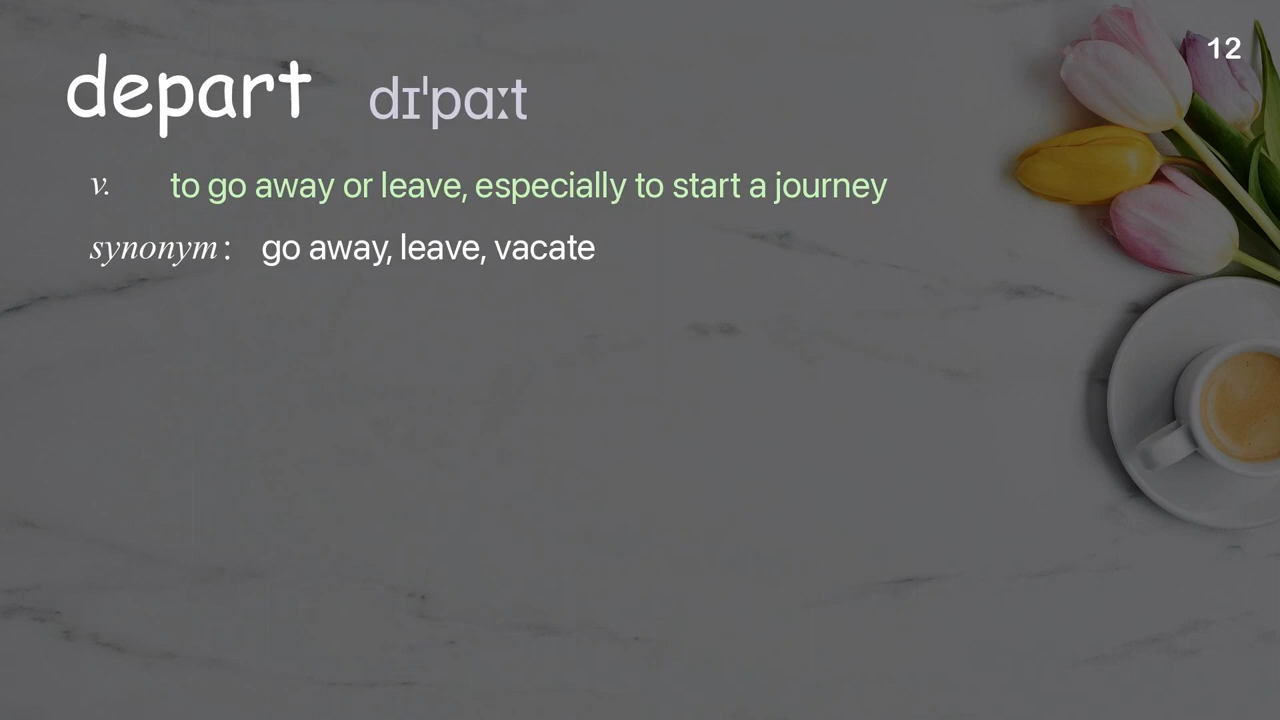 12
depart dɪˈpɑːt
v. to go away or leave, especially to start a journey
synonym: go away, leave, vacate